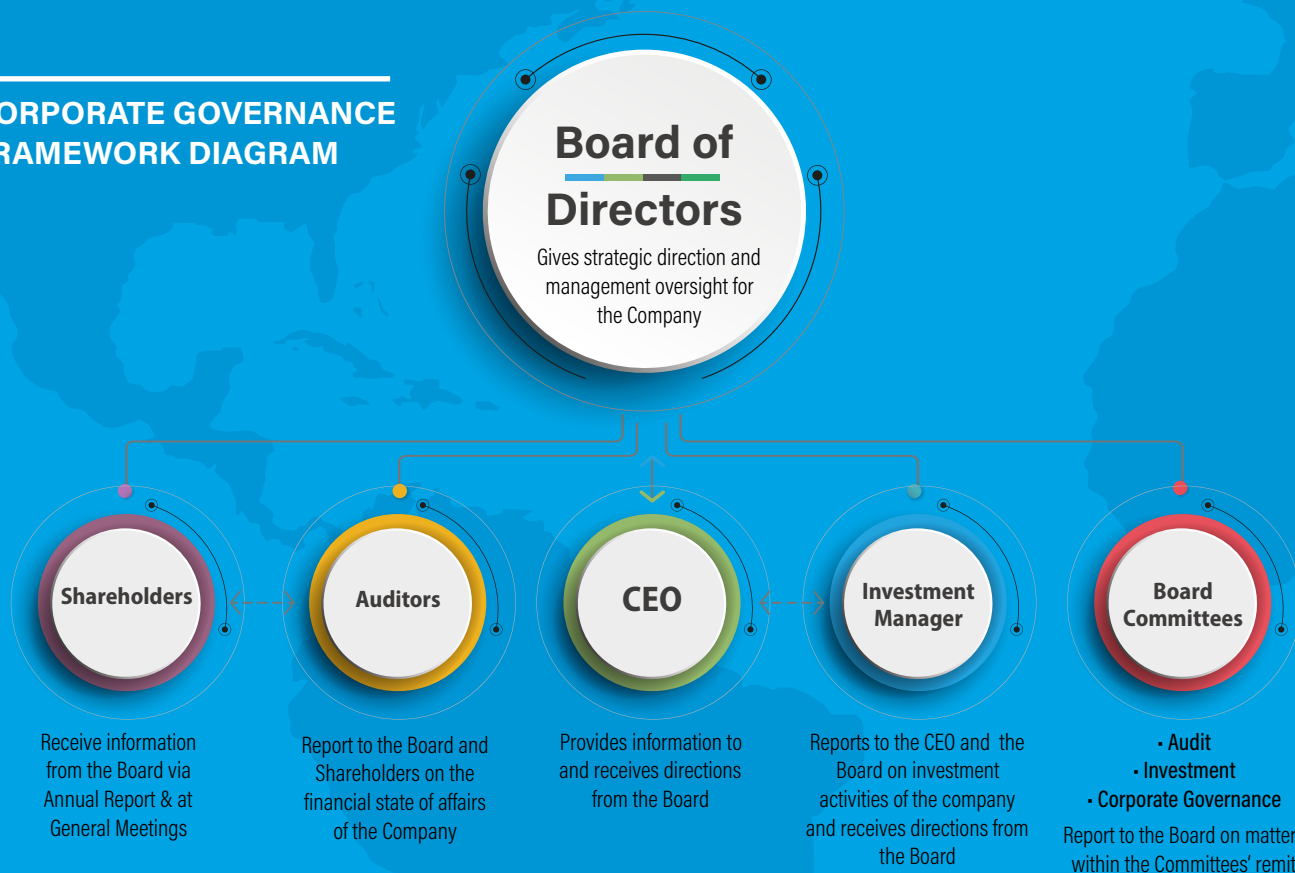 ORPORATE GOVERNANCE
RAMEWORK DIAGRAM
Board of
Directors
Gives strategic direction and
management oversight for
the Company
Shareholders
Receive information
from the Board via
Annual Report & at
General Meetings
Auditors
Report to the Board and
Shareholders on the
financial state of affairs
of the Company
CEO
Provides information to
and receives directions
from the Board
Investment
Manager
Reports to the CEO and the
Board on investment
activities of the company
and receives directions from
the Board
Board
Committees
• Audit
• Investment
• Corporate Governance
Report to the Board on matter
within the Committees' remit